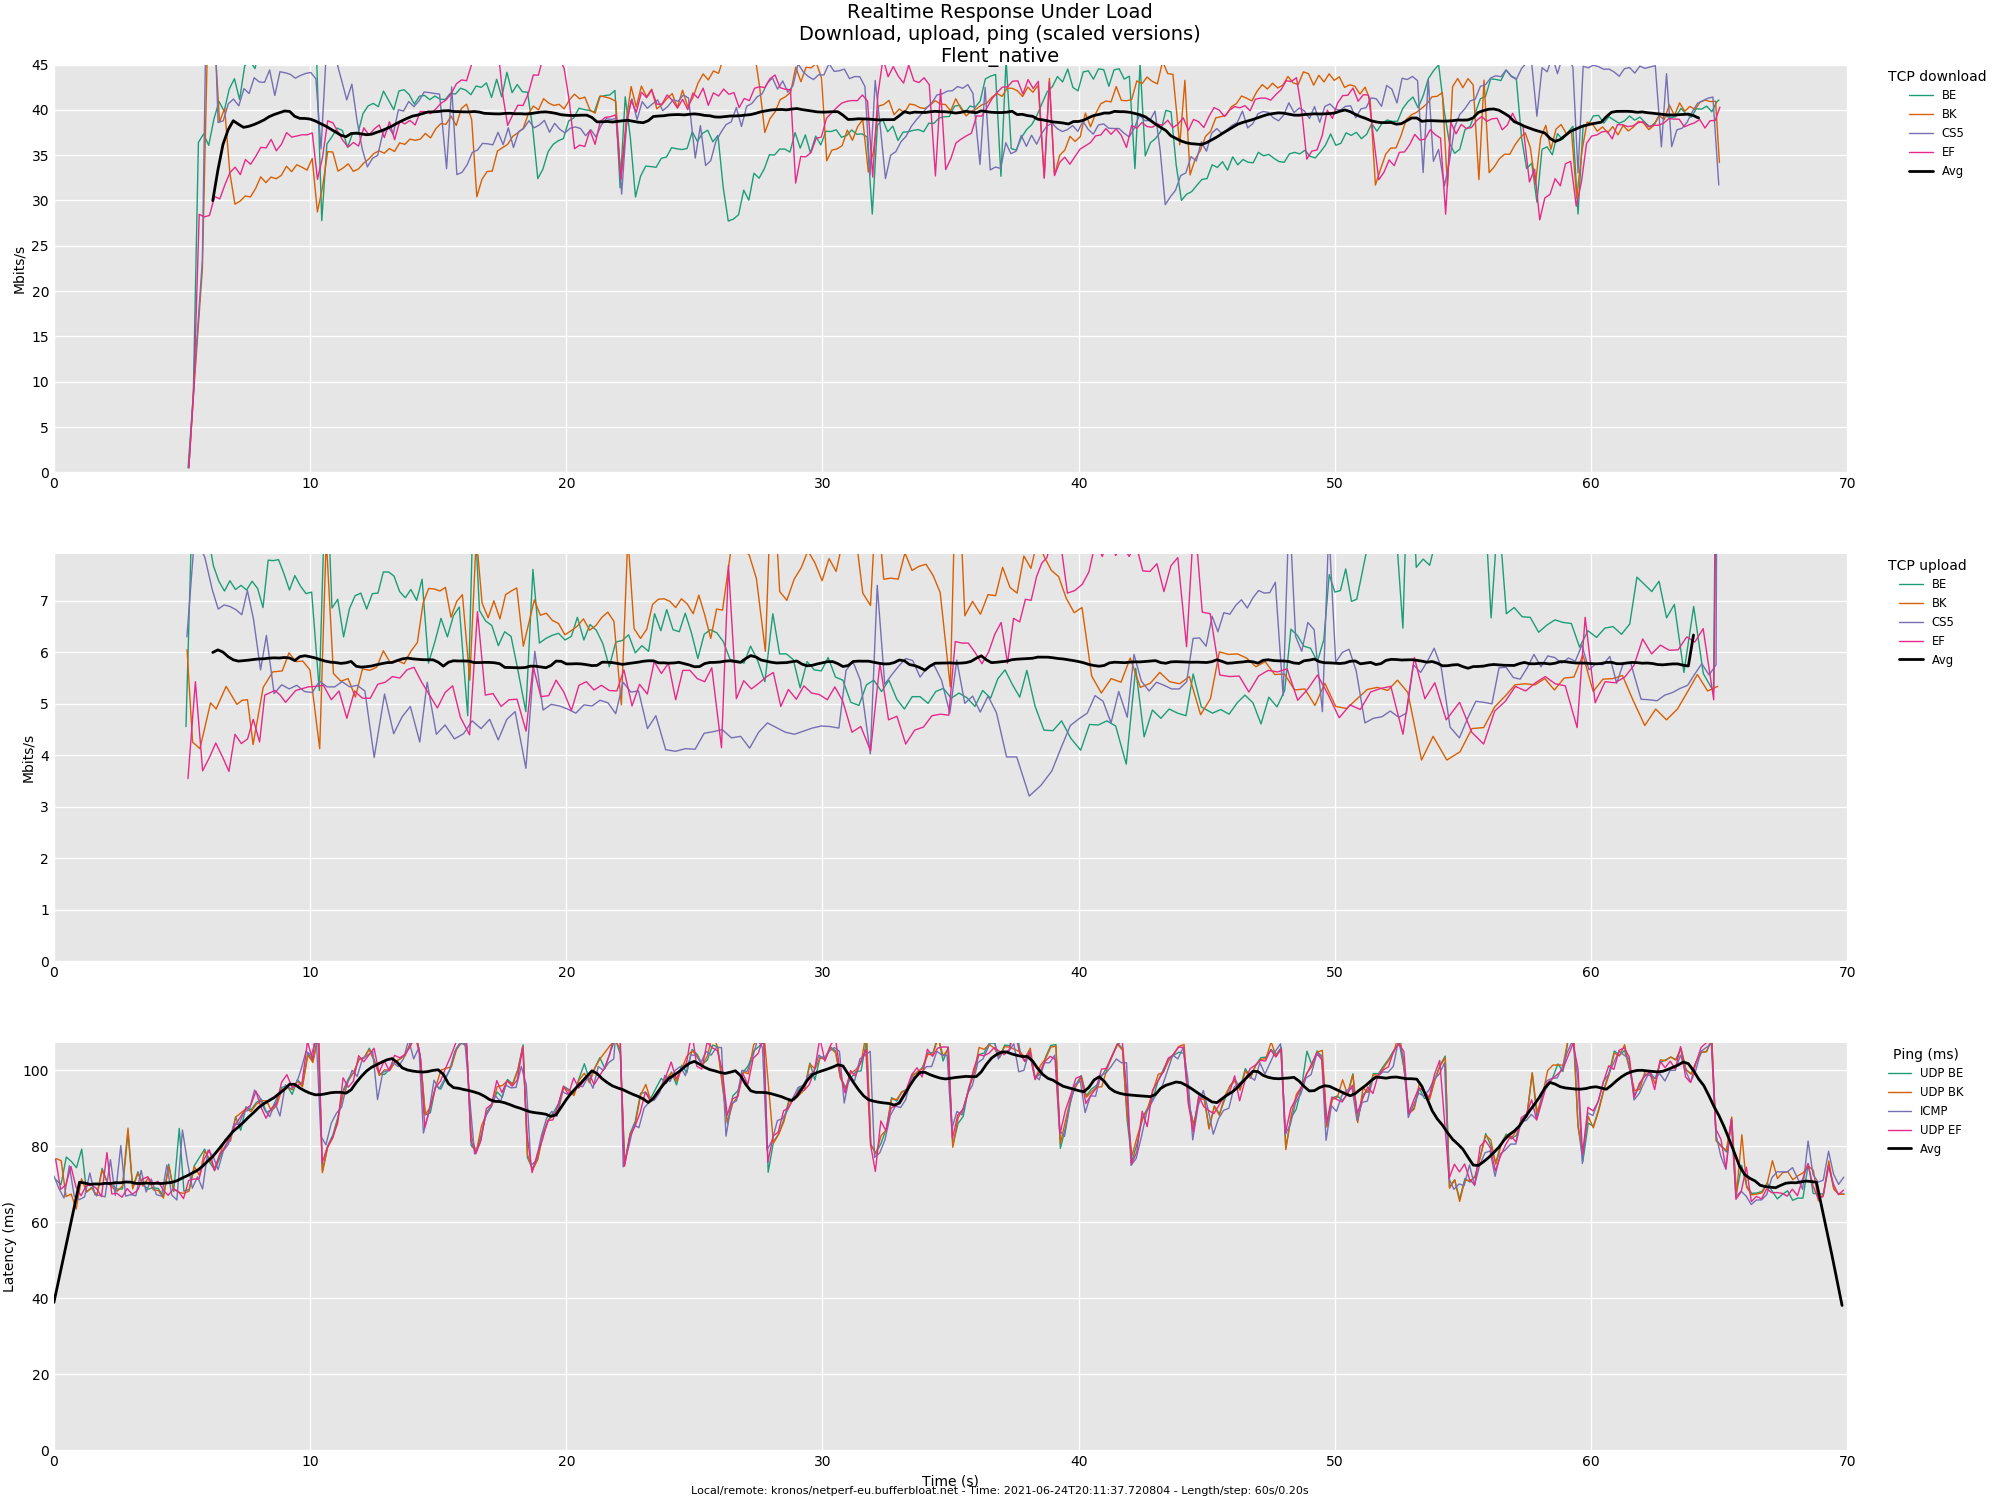 Realtime Response Under Load
Download, upload, ping (scaled versions)
Flent_native
45
40
35
30
25
20
15
10
5
0
Mbits/s
0 10 20 30 40 50 60 70
TCP download
BE
BK
CS5
EF
Avg
7
6
5
4
3
2
1
0
Mbits/s
0 10 20 30 40 50 60 70
TCP upload
BE
BK
CS5
EF
Avg
100
80
60
40
20
0
Latency (ms)
0 10 20 30 40 50 60 70
Time (s)
Ping (ms)
UDP BE
UDP BK
ICMP
UDP EF
Avg
Local/remote: kronos/netperf-eu.bufferbloat.net - Time: 2021-06-24T20:11:37.720804 - Length/step: 60s/0.20s